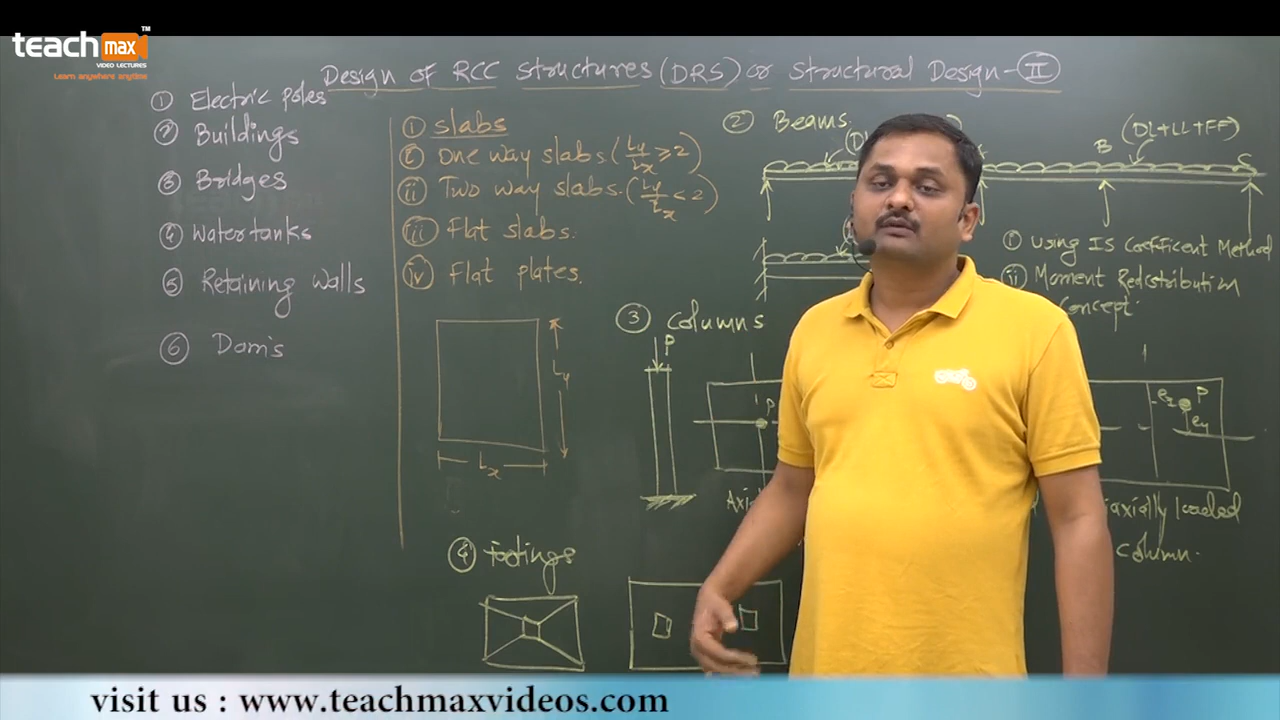 teachmax
TM
VIDEO LECTURES
Learn anywhere anytime
Design of RCC Structures (DRS) or Structural Design-II
① Electric Poles
② Buildings
③ Bridges
④ Water tanks
⑤ Retaining Walls
⑥ Dams
① Slabs
(i) One way slabs (Ly/Lx ≥ 2)
(ii) Two way slabs (Ly/Lx < 2)
(iii) Flat slabs.
(iv) Flat plates.
Ly
Lx
② Beams
(DL+LL+FF)
B
C
(i) Using IS Coefficent Method
(ii) Moment Redistribution
Concept
③ Columns
P
P
ex P
ey
axially loaded
column.
④ footings
visit us : www.teachmaxvideos.com